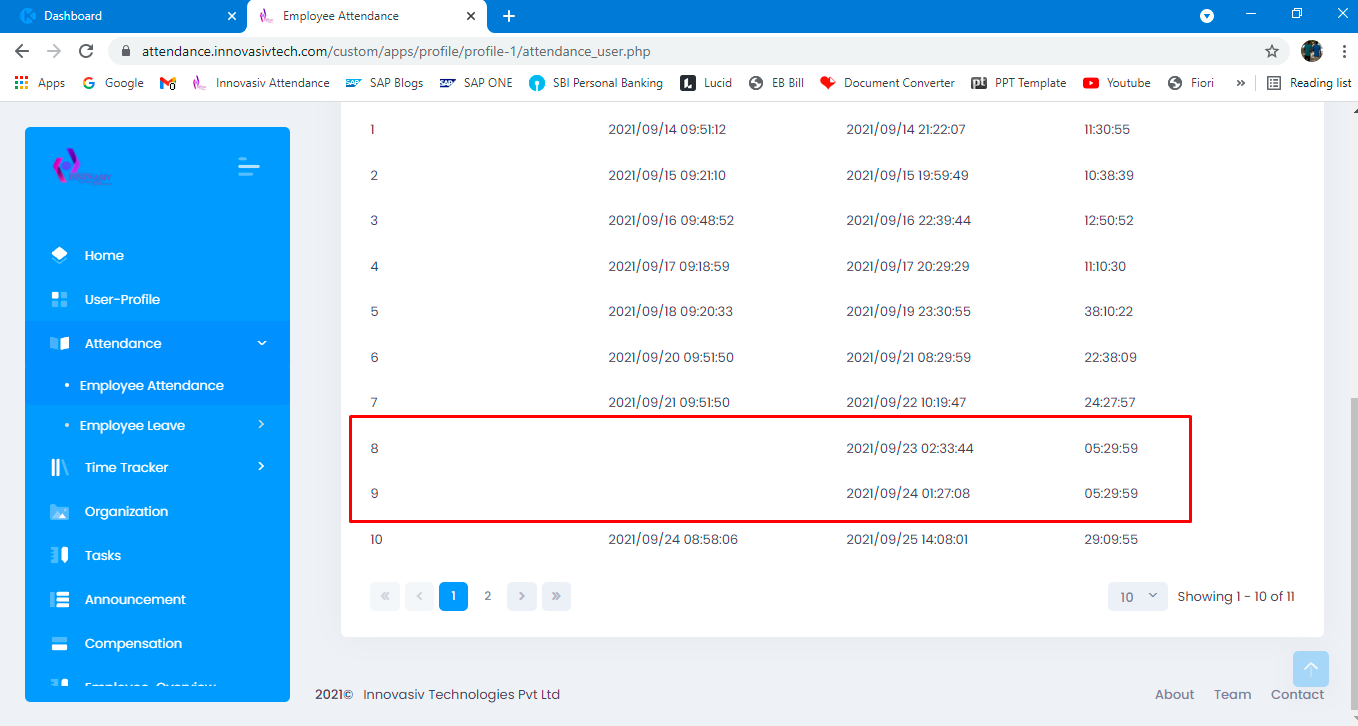 Dashboard
Employee Attendance
attendance.innovasivtech.com/custom/apps/profile/profile-1/attendance_user.php
Apps Google Innovasiv Attendance SAP Blogs SAP ONE SBI Personal Banking Lucid EB Bill Document Converter PPT Template Youtube Fiori » Reading list
Home
User-Profile
Attendance
• Employee Attendance
• Employee Leave
Time Tracker
Organization
Tasks
Announcement
Compensation
Employee-Overview
1 2021/09/14 09:51:12 2021/09/14 21:22:07 11:30:55
2 2021/09/15 09:21:10 2021/09/15 19:59:49 10:38:39
3 2021/09/16 09:48:52 2021/09/16 22:39:44 12:50:52
4 2021/09/17 09:18:59 2021/09/17 20:29:29 11:10:30
5 2021/09/18 09:20:33 2021/09/19 23:30:55 38:10:22
6 2021/09/20 09:51:50 2021/09/21 08:29:59 22:38:09
7 2021/09/21 09:51:50 2021/09/22 10:19:47 24:27:57
8 2021/09/23 02:33:44 05:29:59
9 2021/09/24 01:27:08 05:29:59
10 2021/09/24 08:58:06 2021/09/25 14:08:01 29:09:55
« ‹ 1 2 › » 10 Showing 1 - 10 of 11
2021© Innovasiv Technologies Pvt Ltd About Team Contact